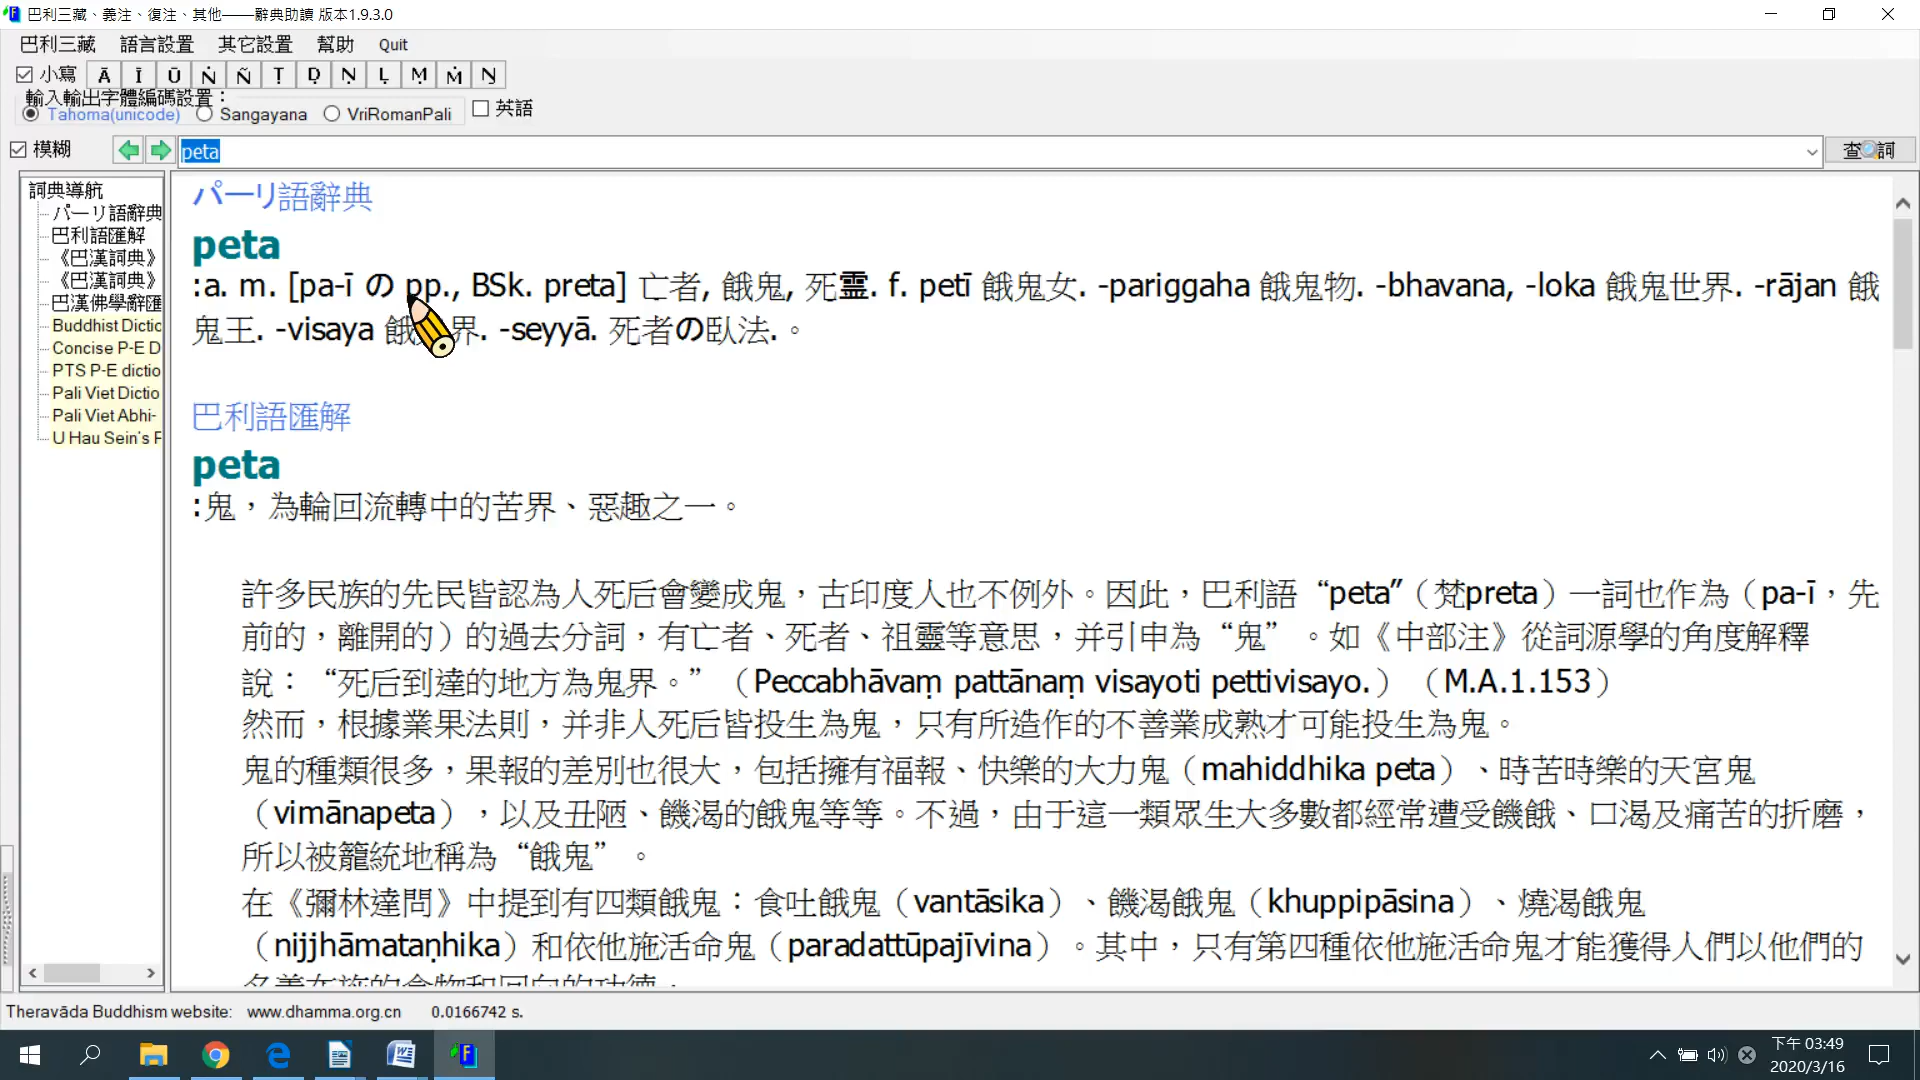 巴利三藏、義注、復注、其他——辭典助讀 版本1.9.3.0
巴利三藏 語言設置 其它設置 幫助 Quit
小寫 Ā Ī Ū Ṅ Ñ Ṭ Ḍ Ṇ Ḷ Ṃ Ṁ Ŋ
輸入輸出字體編碼設置：
Tahoma(unicode) Sangayana VriRomanPali 英語
模糊 peta 查詞
詞典導航
パーリ語辭典
巴利語匯解
《巴漢詞典》
《巴漢詞典》
巴漢佛學辭匯
Buddhist Dictio
Concise P-E D
PTS P-E dictio
Pali Viet Dictio
Pali Viet Abhi-
U Hau Sein's F
パーリ語辭典
peta
:a. m. [pa-ī の pp., BSk. preta] 亡者, 餓鬼, 死靈. f. petī 餓鬼女. -pariggaha 餓鬼物. -bhavana, -loka 餓鬼世界. -rājan 餓
鬼王. -visaya 餓 界. -seyyā. 死者の臥法.。
巴利語匯解
peta
:鬼，為輪回流轉中的苦界、惡趣之一。
許多民族的先民皆認為人死后會變成鬼，古印度人也不例外。因此，巴利語“peta”（梵preta）一詞也作為（pa-ī，先
前的，離開的）的過去分詞，有亡者、死者、祖靈等意思，并引申為“鬼”。如《中部注》從詞源學的角度解釋
說：“死后到達的地方為鬼界。”（Peccabhāvaṃ pattānaṃ visayoti pettivisayo.）（M.A.1.153）
然而，根據業果法則，并非人死后皆投生為鬼，只有所造作的不善業成熟才可能投生為鬼。
鬼的種類很多，果報的差別也很大，包括擁有福報、快樂的大力鬼（mahiddhika peta）、時苦時樂的天宮鬼
（vimānapeta），以及丑陋、饑渴的餓鬼等等。不過，由于這一類眾生大多數都經常遭受饑餓、口渴及痛苦的折磨，
所以被籠統地稱為“餓鬼”。
在《彌林達問》中提到有四類餓鬼：食吐餓鬼（vantāsika）、饑渴餓鬼（khuppipāsina）、燒渴餓鬼
（nijjhāmataṇhika）和依他施活命鬼（paradattūpajīvina）。其中，只有第四種依他施活命鬼才能獲得人們以他們的
Theravāda Buddhism website: www.dhamma.org.cn 0.0166742 s.
下午 03:49
2020/3/16